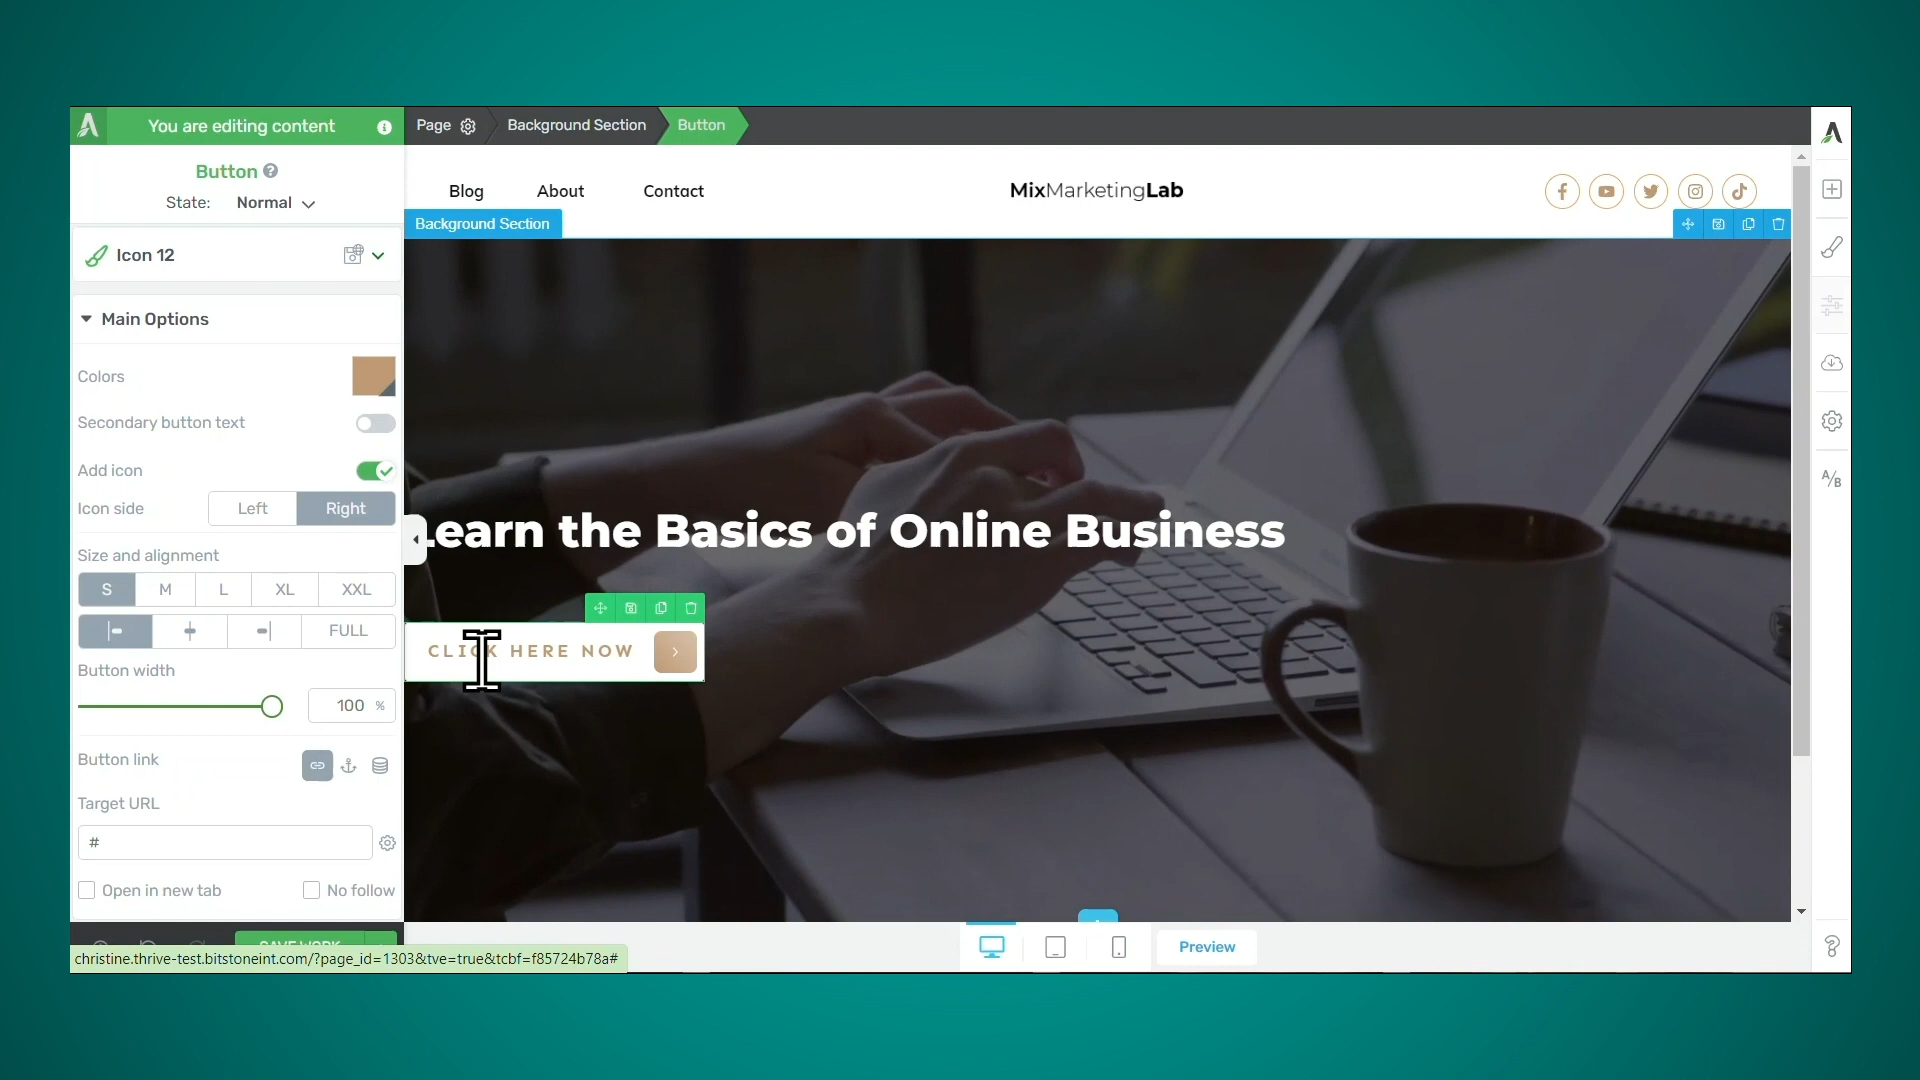 You are editing content
Page
Background Section
Button
Button
State: Normal
Blog
About
Contact
MixMarketingLab
Background Section
Icon 12
Main Options
Colors
Secondary button text
Add icon
Icon side
Left
Right
Size and alignment
S
M
L
XL
XXL
FULL
Button width
100 %
Button link
Target URL
#
Open in new tab
No follow
Learn the Basics of Online Business
CLICK HERE NOW
A/B
SAVE WORK
christine.thrive-test.bitstoneint.com/?page_id=1303&tve=true&tcbf=f85724b78a#
Preview